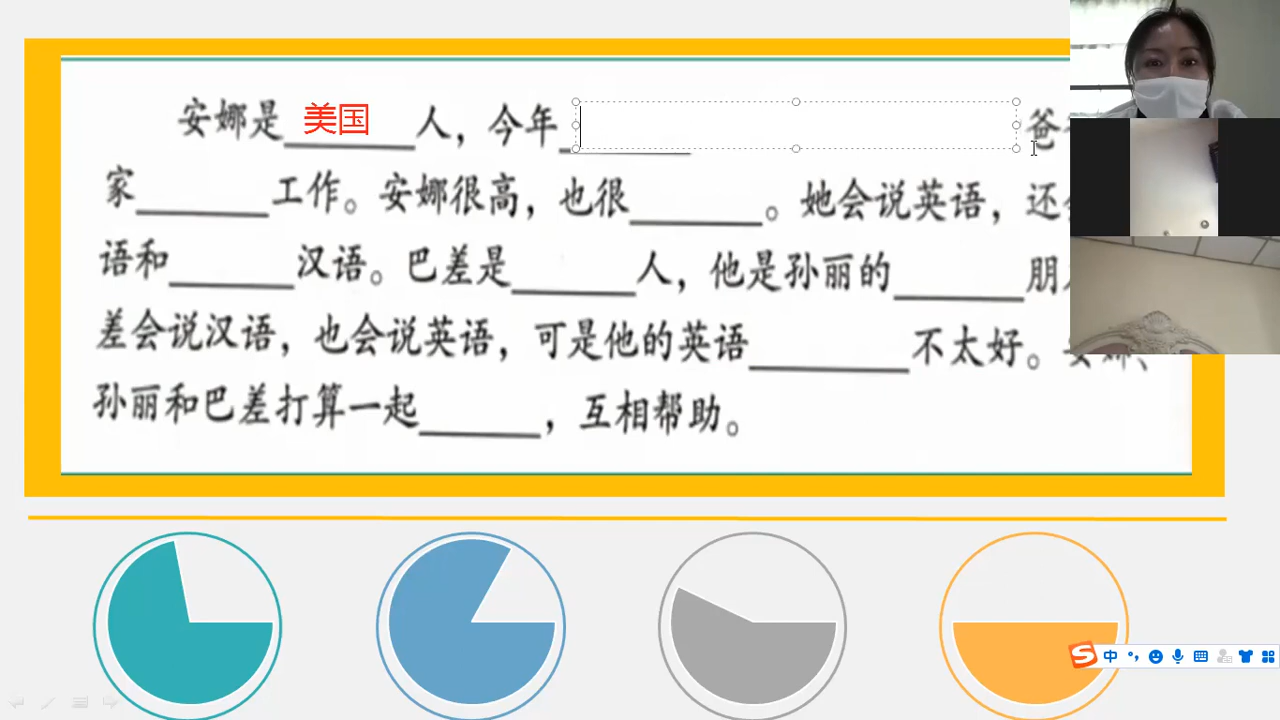 安娜是 美国 人，今年 爸
家 工作。安娜很高，也很 。她会说英语，还
语和 汉语。巴差是 人，他是孙丽的 朋
差会说汉语，也会说英语，可是他的英语 不太好。安娜、
孙丽和巴差打算一起 ，互相帮助。
中